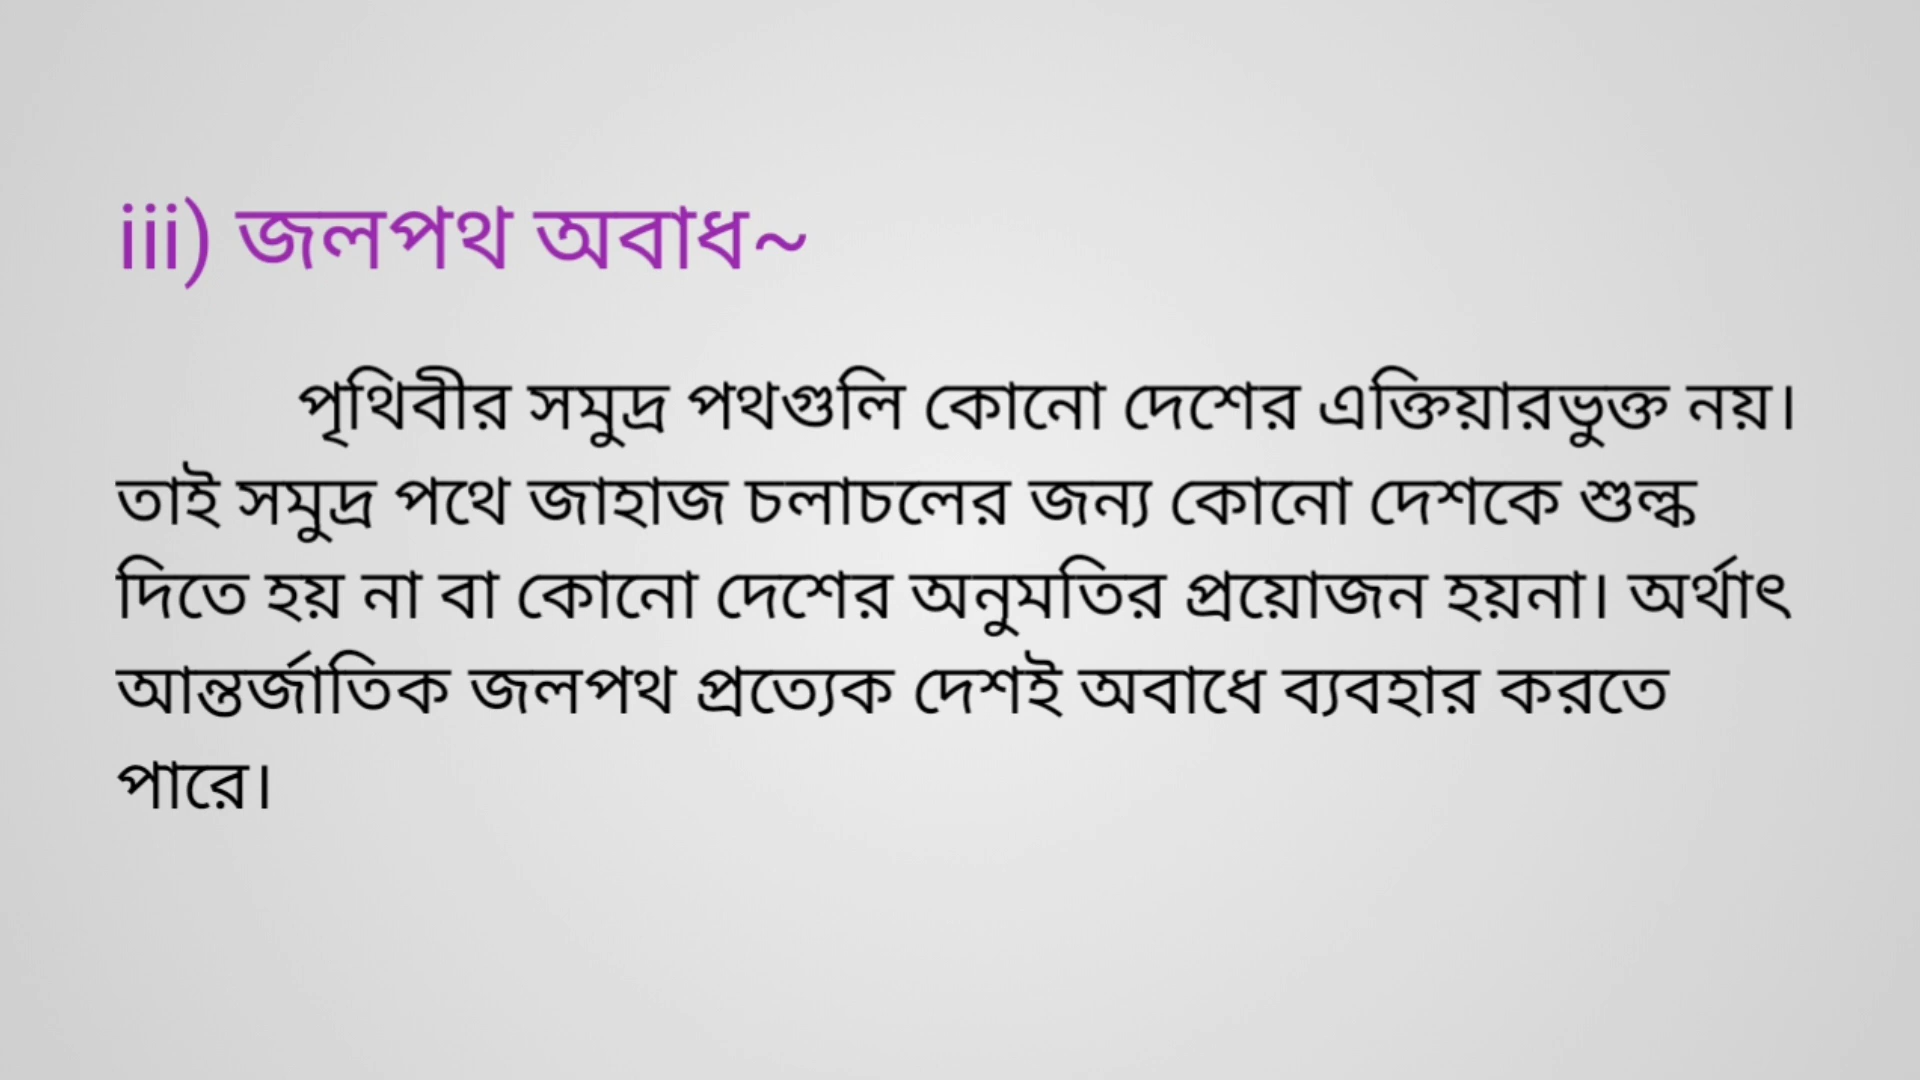 iii) জলপথ অবাধ~
পৃথিবীর সমুদ্র পথগুলি কোনো দেশের এক্তিয়ারভুক্ত নয়।
তাই সমুদ্র পথে জাহাজ চলাচলের জন্য কোনো দেশকে শুল্ক
দিতে হয় না বা কোনো দেশের অনুমতির প্রয়োজন হয়না। অর্থাৎ
আন্তর্জাতিক জলপথ প্রত্যেক দেশই অবাধে ব্যবহার করতে
পারে।